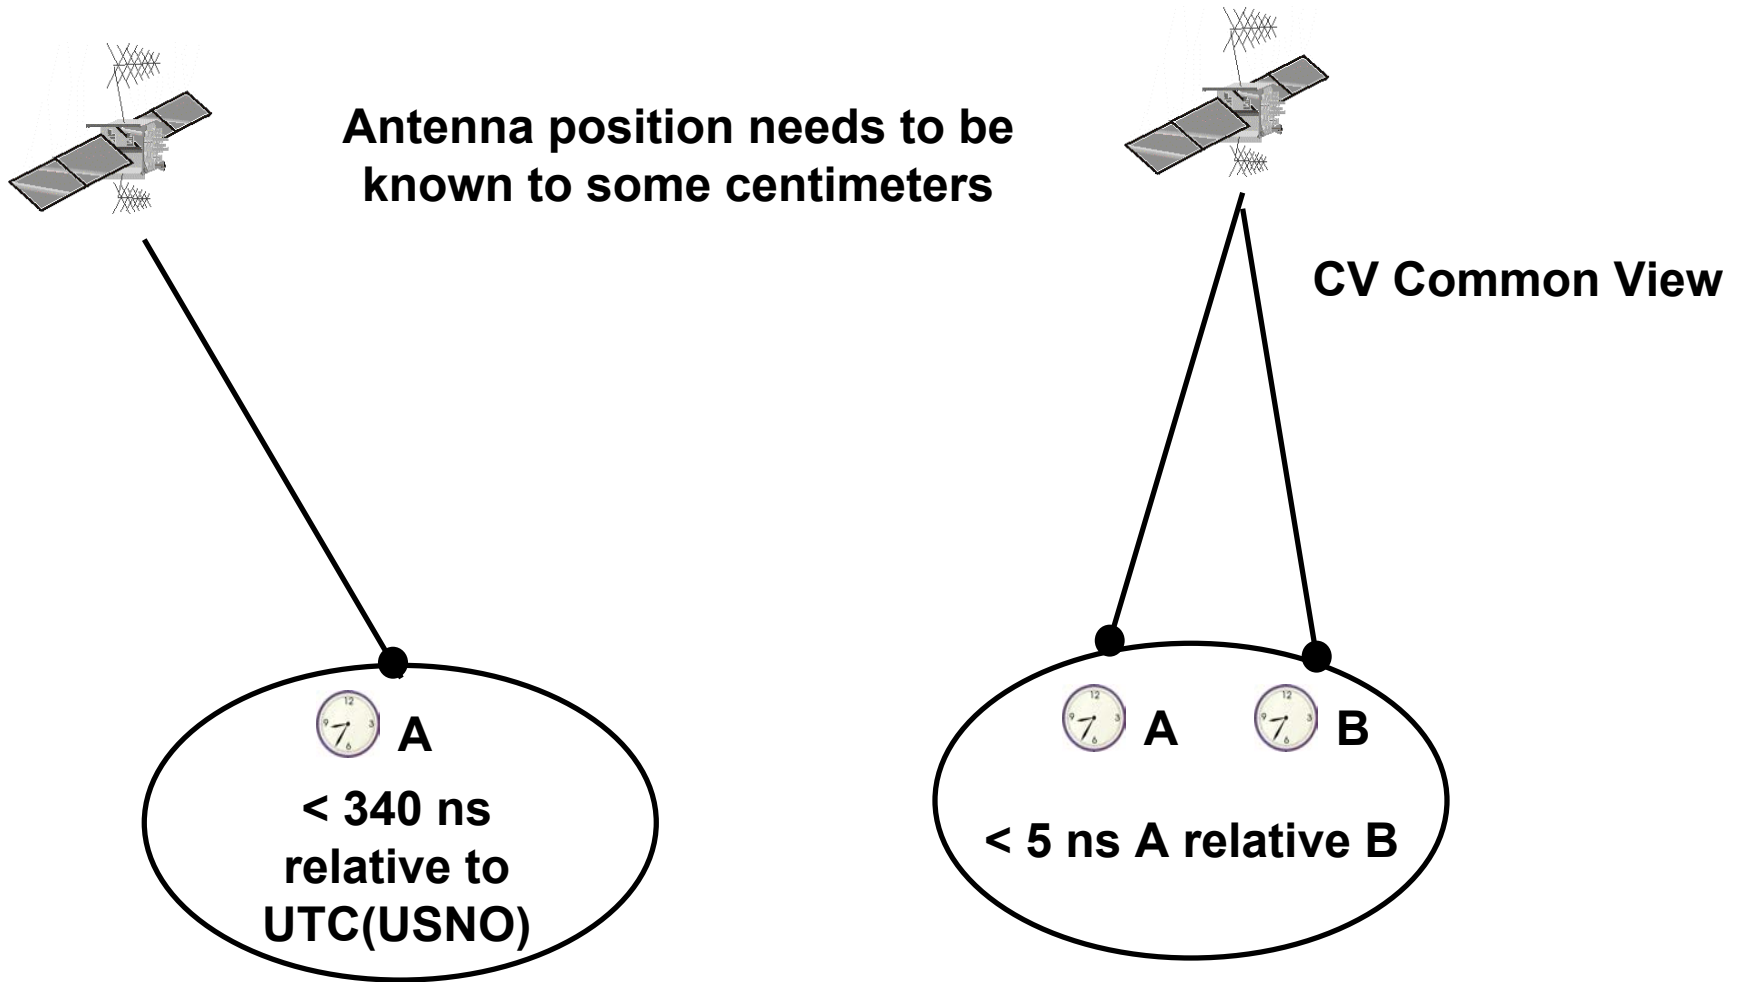 Antenna position needs to be
known to some centimeters
CV Common View
A
< 340 ns
relative to
UTC(USNO)
A
B
< 5 ns A relative B